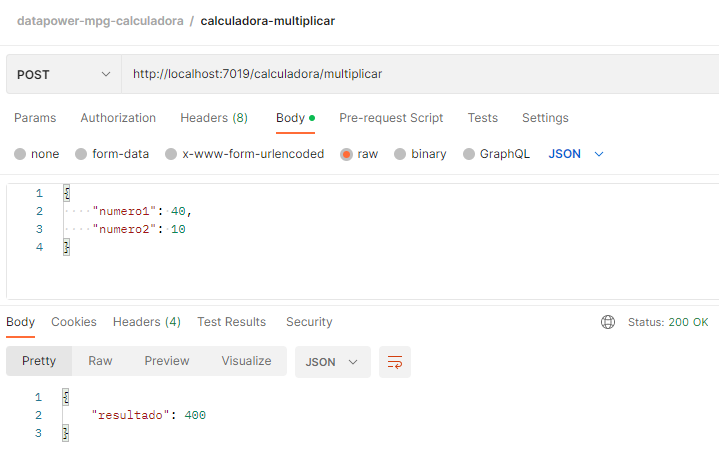 datapower-mpg-calculadora / calculadora-multiplicar
POST http://localhost:7019/calculadora/multiplicar
Params Authorization Headers (8) Body Pre-request Script Tests Settings
none form-data x-www-form-urlencoded raw binary GraphQL JSON
1 {
2 "numero1": 40,
3 "numero2": 10
4 }
Body Cookies Headers (4) Test Results Security Status: 200 OK
Pretty Raw Preview Visualize JSON
1 {
2 "resultado": 400
3 }